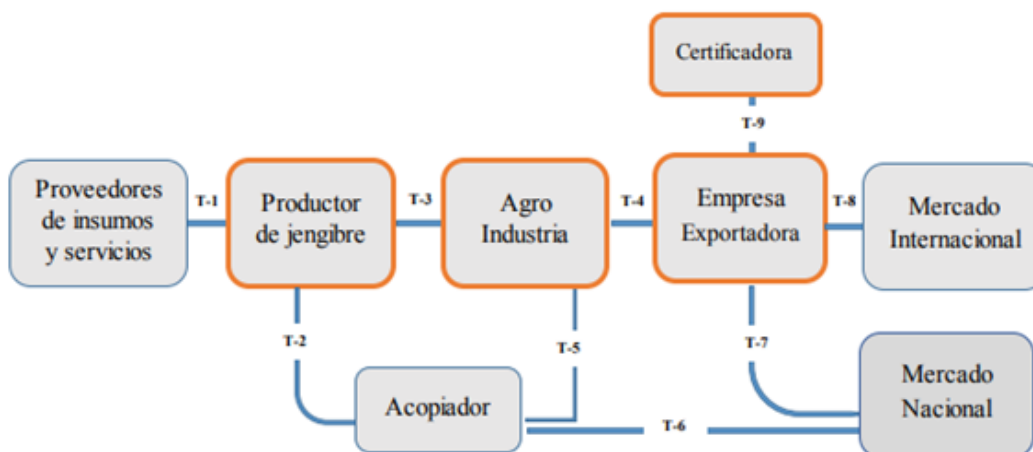 Certificadora
T-9
Proveedores
de insumos
y servicios
T-1
Productor
de jengibre
T-3
Agro
Industria
T-4
Empresa
Exportadora
T-8
Mercado
Internacional
T-2
T-5
T-7
Acopiador
T-6
Mercado
Nacional